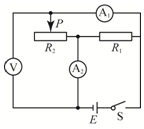 P A₁
R₂ R₁
V A₂
E S